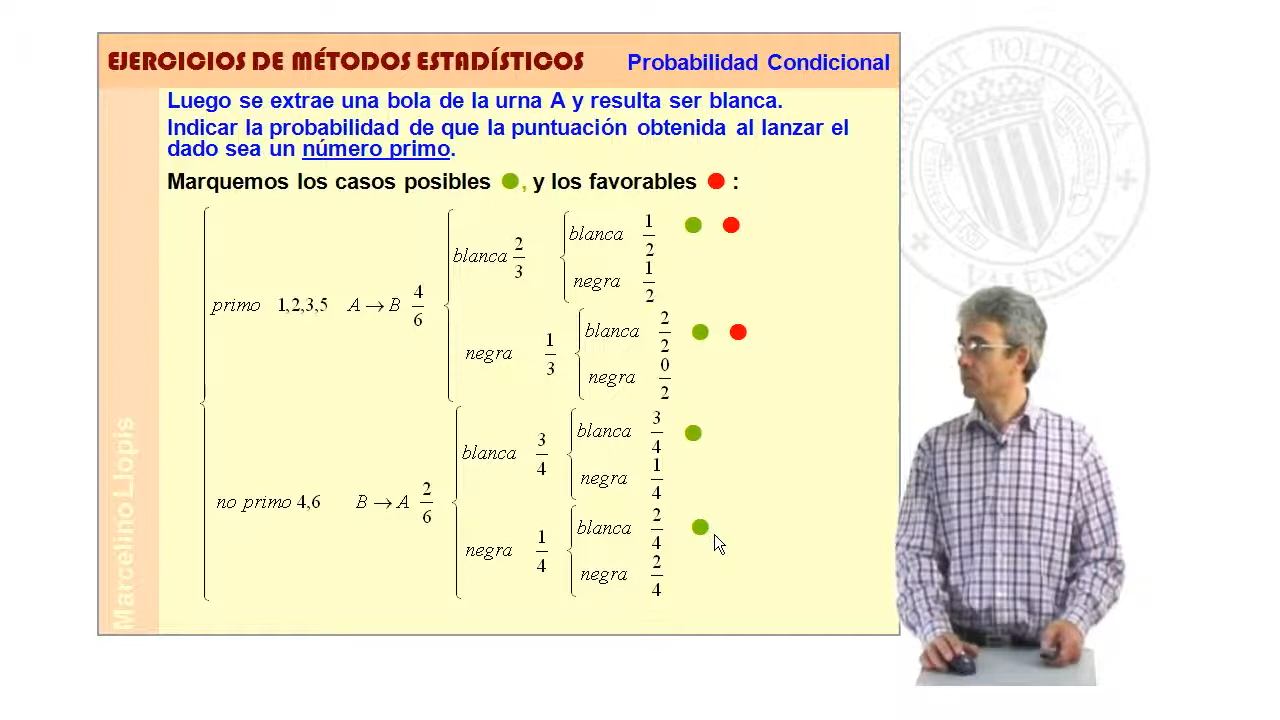 EJERCICIOS DE MÉTODOS ESTADÍSTICOS Probabilidad Condicional
Luego se extrae una bola de la urna A y resulta ser blanca.
Indicar la probabilidad de que la puntuación obtenida al lanzar el
dado sea un número primo.
Marquemos los casos posibles , y los favorables :
primo 1,2,3,5 A → B 4/6
blanca 2/3
blanca 1/2
negra 1/2
negra 1/3
blanca 2/2
negra 0/2
no primo 4,6 B → A 2/6
blanca 3/4
blanca 3/4
negra 1/4
negra 1/4
blanca 2/4
negra 2/4
Marcelino Llopis
POLITÈCNICA
VALÈNCIA